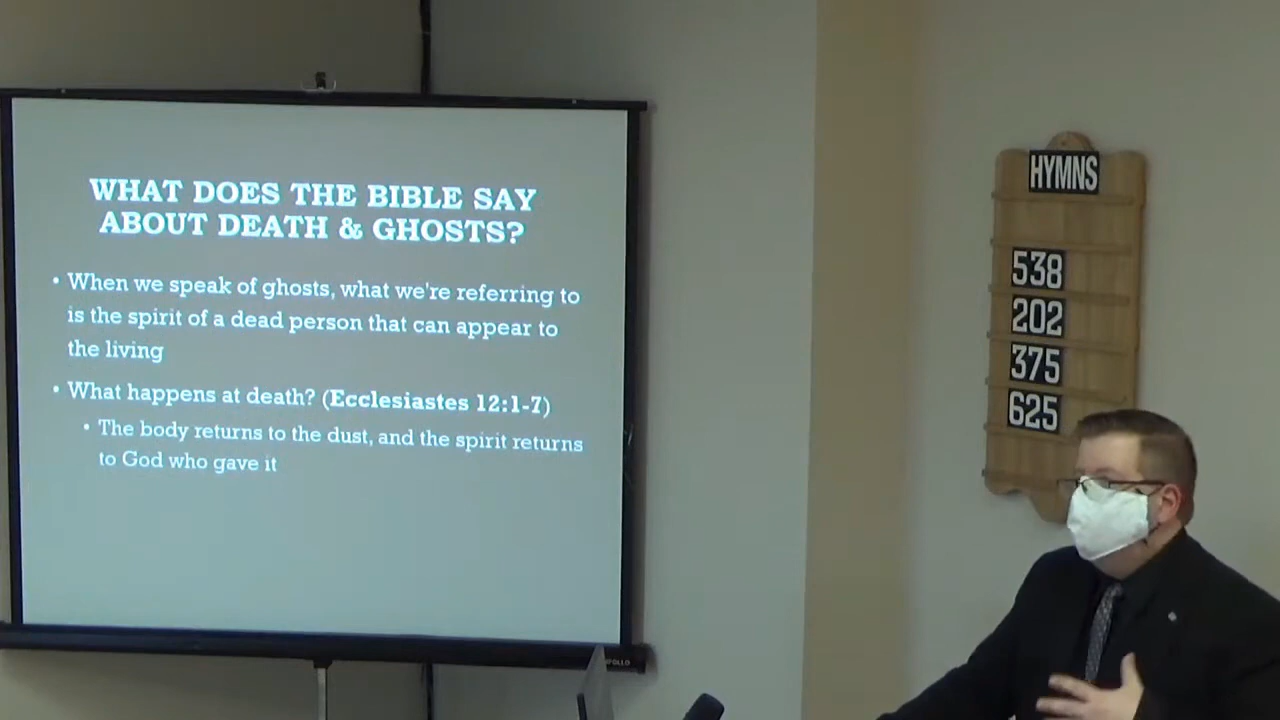 WHAT DOES THE BIBLE SAY
ABOUT DEATH & GHOSTS?
• When we speak of ghosts, what we're referring to
is the spirit of a dead person that can appear to
the living
• What happens at death? (Ecclesiastes 12:1-7)
• The body returns to the dust, and the spirit returns
to God who gave it
HYMNS
538
202
375
625